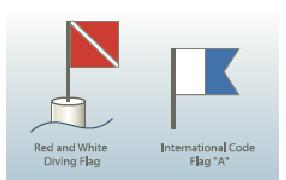 Red and White
Diving Flag
International Code
Flag "A"